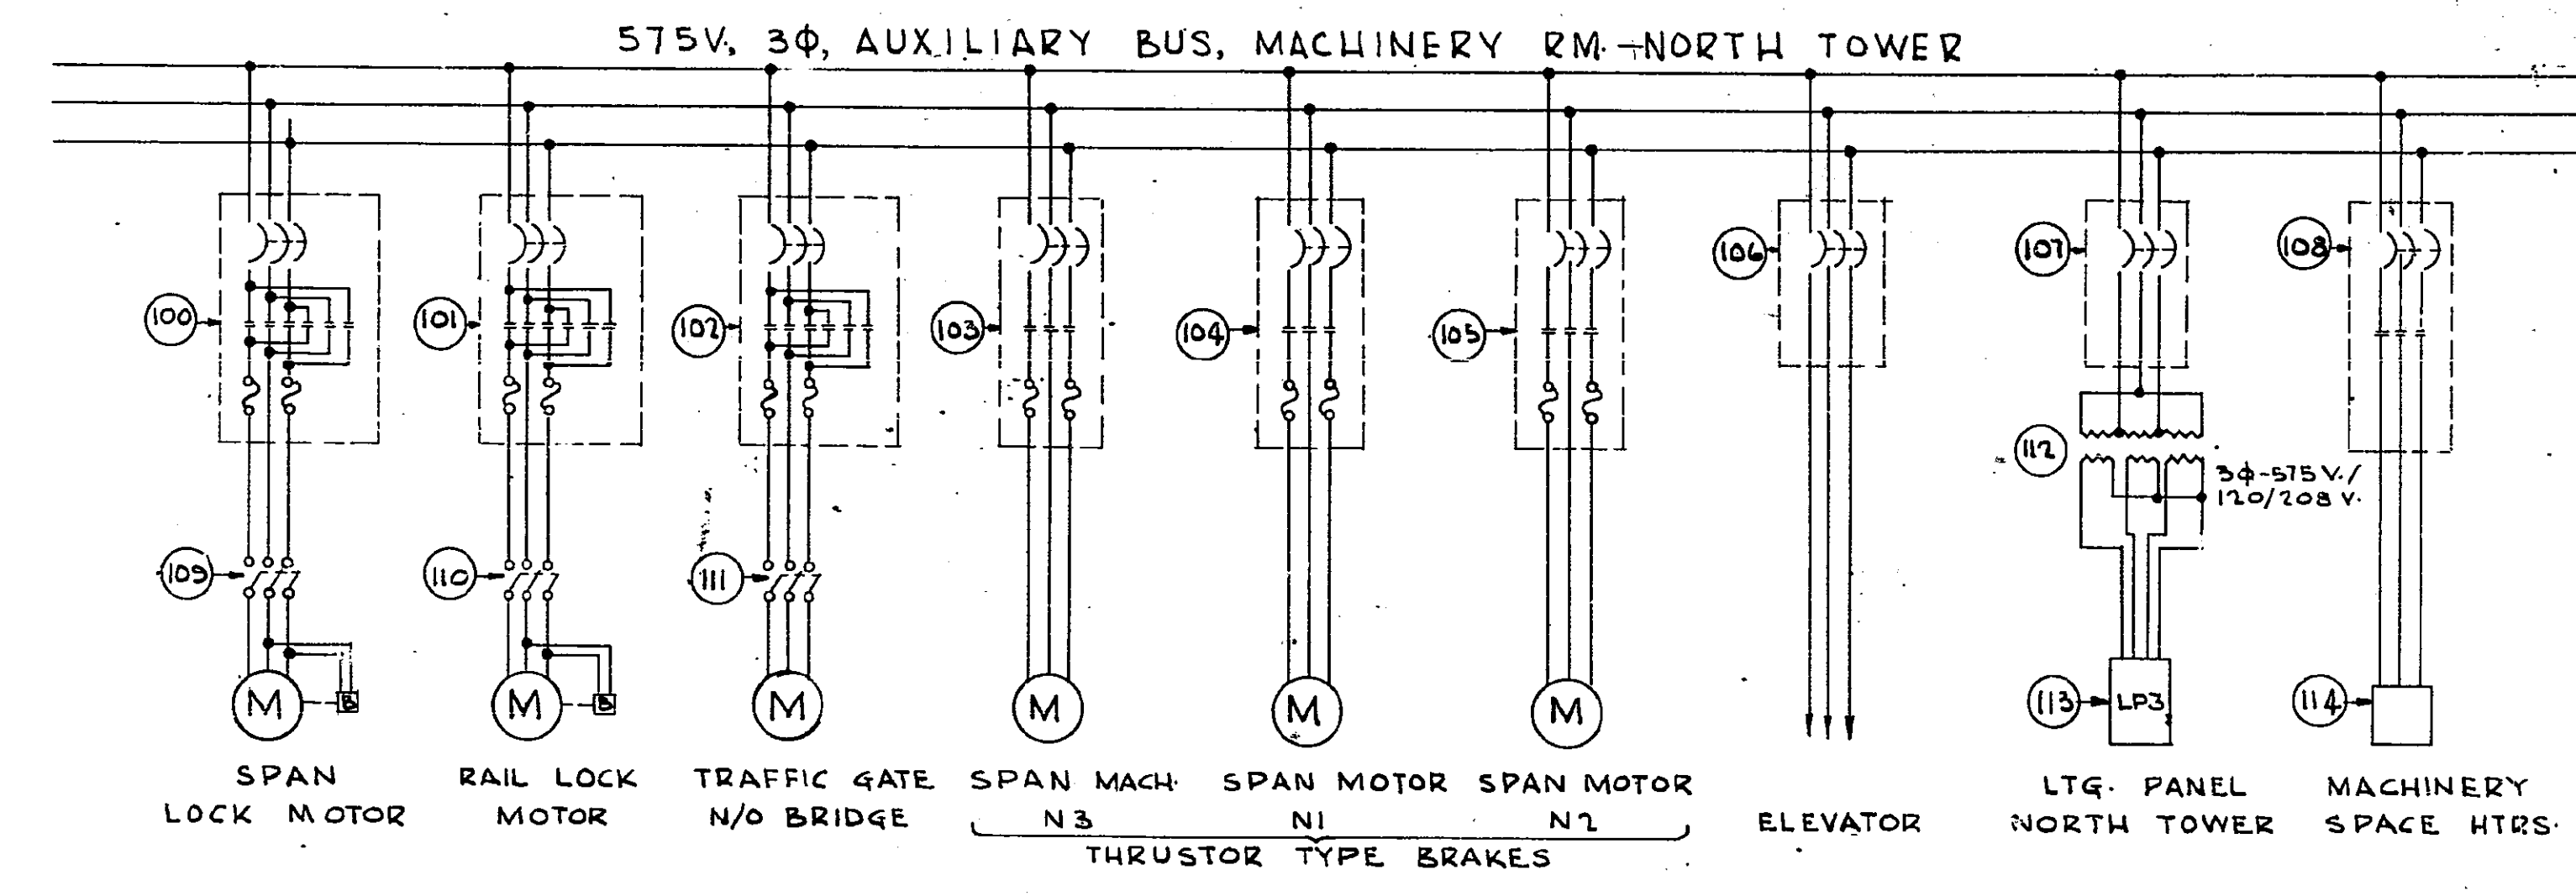 575V, 3Φ, AUXILIARY BUS, MACHINERY RM.-NORTH TOWER
100
101
102
103
104
105
106
107
108
112
3φ-575V./
120/208 V.
109
110
111
113
LP3
114
M
B
M
B
M
M
M
M
SPAN
LOCK MOTOR
RAIL LOCK
MOTOR
TRAFFIC GATE
N/O BRIDGE
SPAN MACH.
N3
SPAN MOTOR
N1
SPAN MOTOR
N2
THRUSTOR TYPE BRAKES
ELEVATOR
LTG. PANEL
NORTH TOWER
MACHINERY
SPACE HTRS.